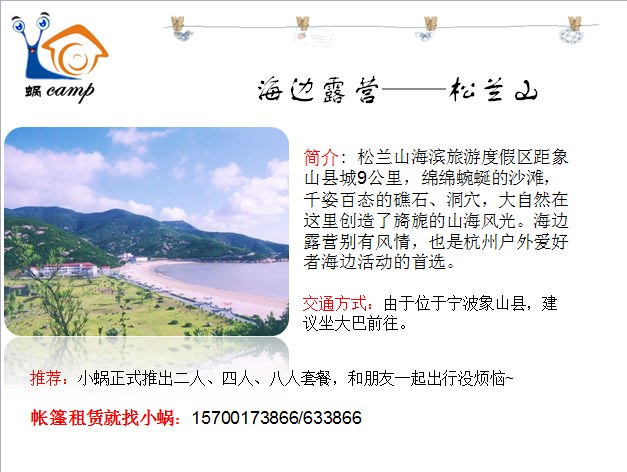 蜗camp
海边露营——松兰山
简介：松兰山海滨旅游度假区距象
山县城9公里，绵绵蜿蜒的沙滩，
千姿百态的礁石、洞穴，大自然在
这里创造了旖旎的山海风光。海边
露营别有风情，也是杭州户外爱好
者海边活动的首选。
交通方式：由于位于宁波象山县，建
议坐大巴前往。
推荐：小蜗正式推出二人、四人、八人套餐，和朋友一起出行没烦恼~
帐篷租赁就找小蜗：15700173866/633866